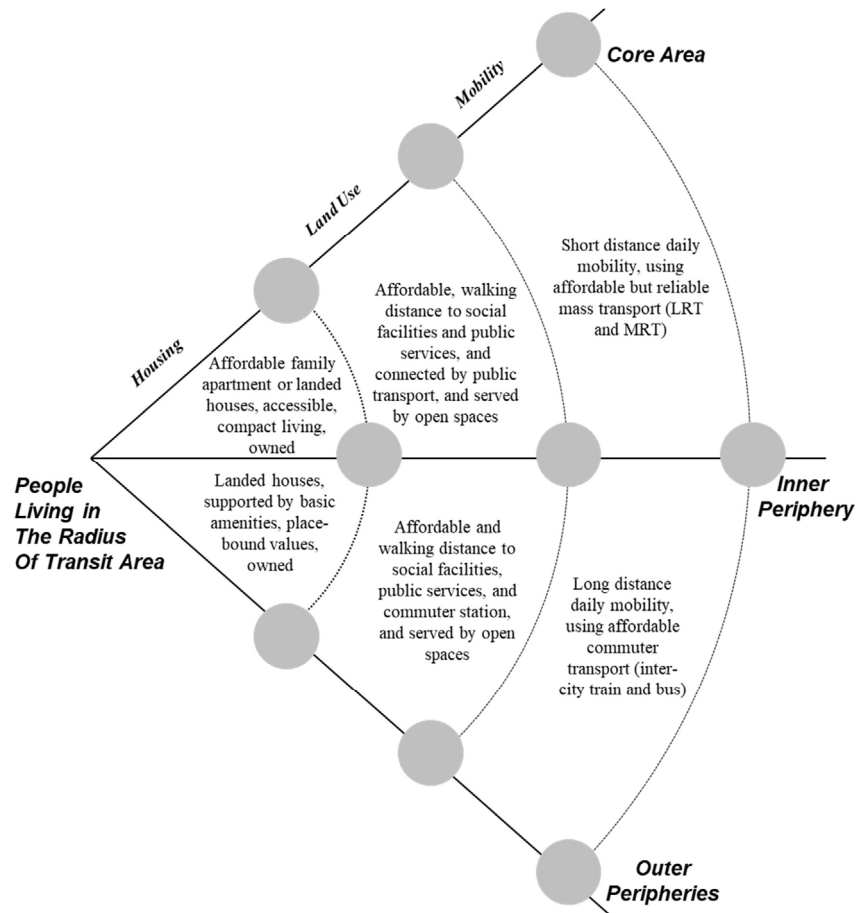 Core Area
Mobility
Land Use
Housing
Short distance daily
mobility, using
affordable but reliable
mass transport (LRT
and MRT)
Affordable, walking
distance to social
facilities and public
services, and
connected by public
transport, and served
by open spaces
Affordable family
apartment or landed
houses, accessible,
compact living,
owned
People
Living in
The Radius
Of Transit Area
Landed houses,
supported by basic
amenities, place-
bound values,
owned
Inner
Periphery
Affordable and
walking distance to
social facilities,
public services, and
commuter station,
and served by open
spaces
Long distance
daily mobility,
using affordable
commuter
transport (inter-
city train and bus)
Outer
Peripheries